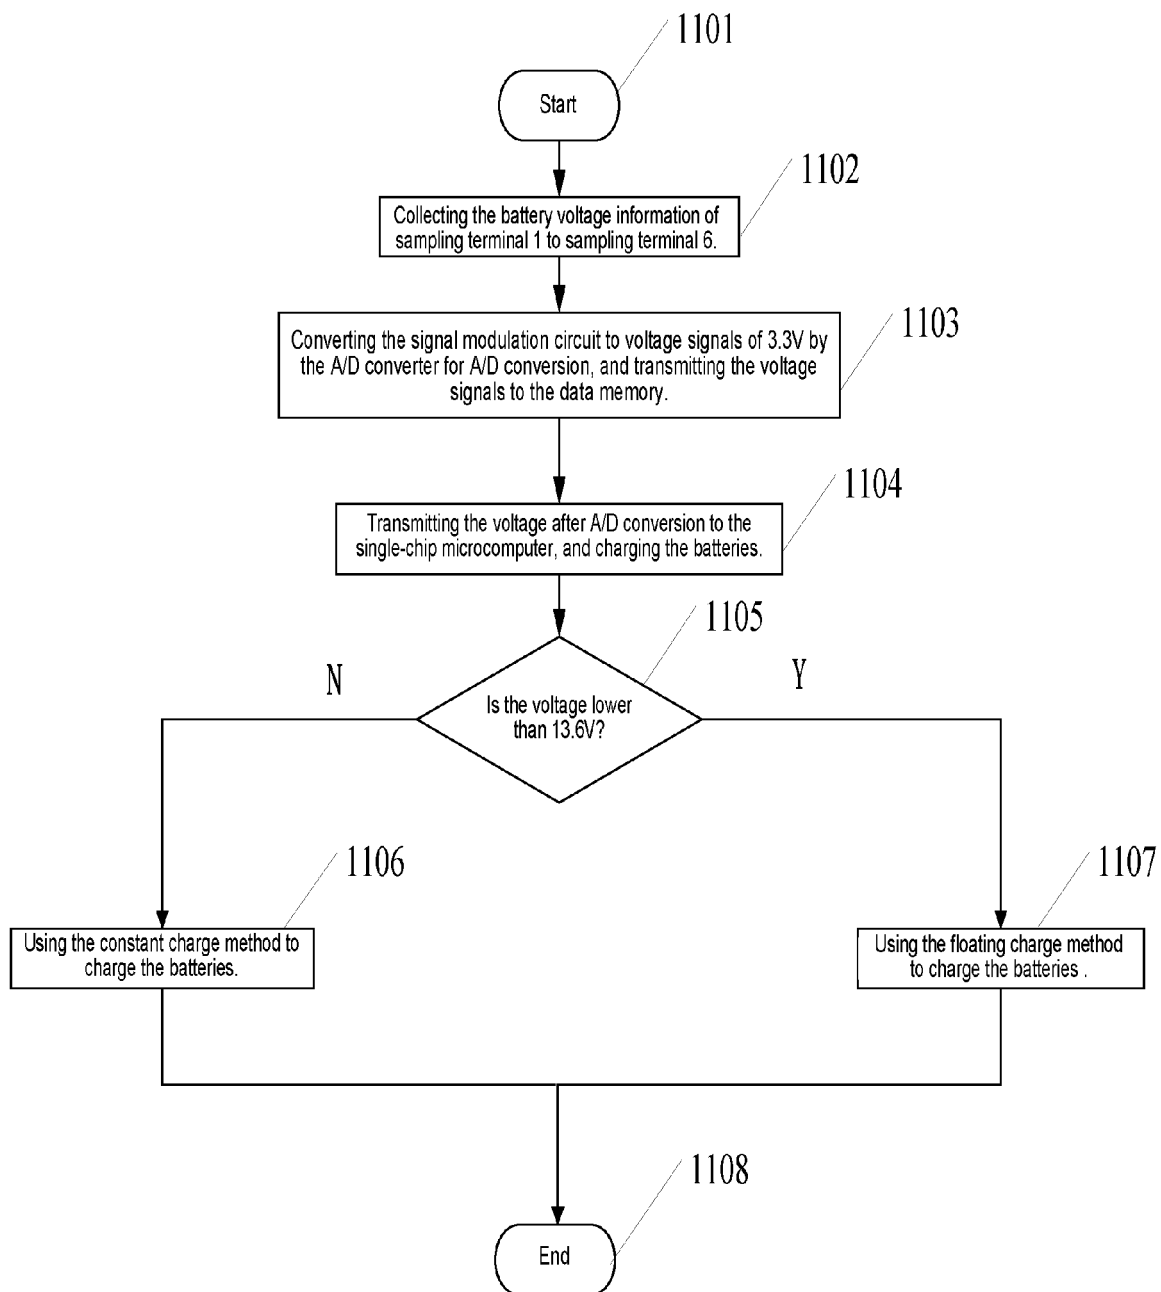 1101
Start
1102
Collecting the battery voltage information of
sampling terminal 1 to sampling terminal 6.
1103
Converting the signal modulation circuit to voltage signals of 3.3V by
the A/D converter for A/D conversion, and transmitting the voltage
signals to the data memory.
1104
Transmitting the voltage after A/D conversion to the
single-chip microcomputer, and charging the batteries.
1105
N
Y
Is the voltage lower
than 13.6V?
1106
1107
Using the constant charge method to
charge the batteries.
Using the floating charge method
to charge the batteries .
1108
End